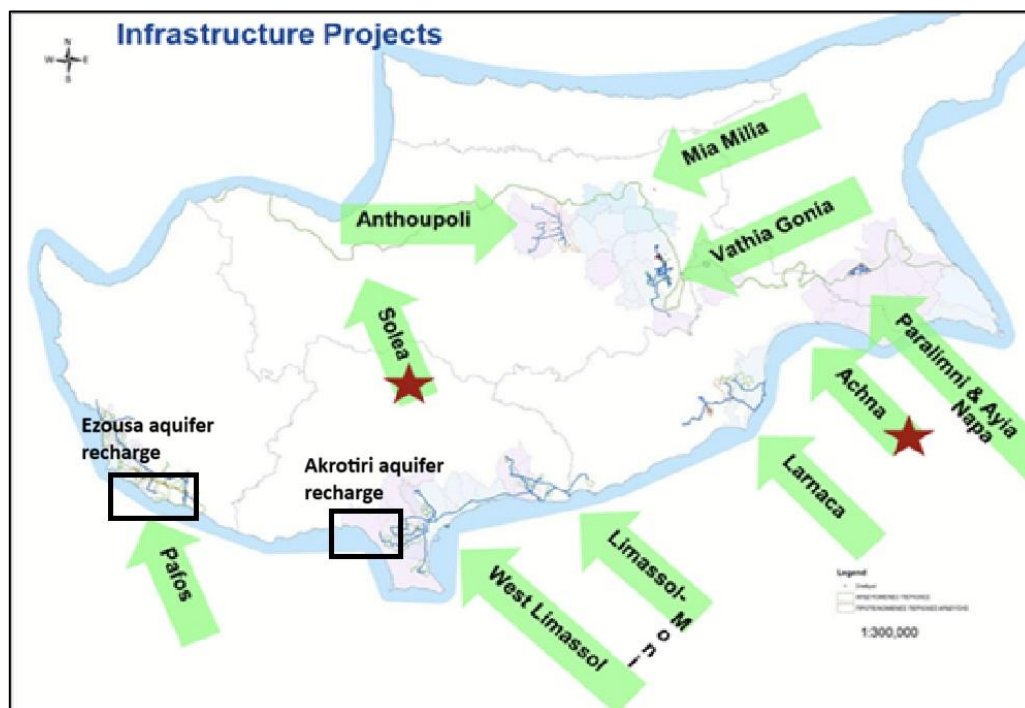 Infrastructure Projects
N
W E
S
Mia Milia
Anthoupoli
Vathia Gonia
Solea
Paralimni & Ayia
Napa
Achna
Ezousa aquifer
recharge
Akrotiri aquifer
recharge
Larnaca
Pafos
Limassol-
Moni
West Limassol
Legend
1:300,000